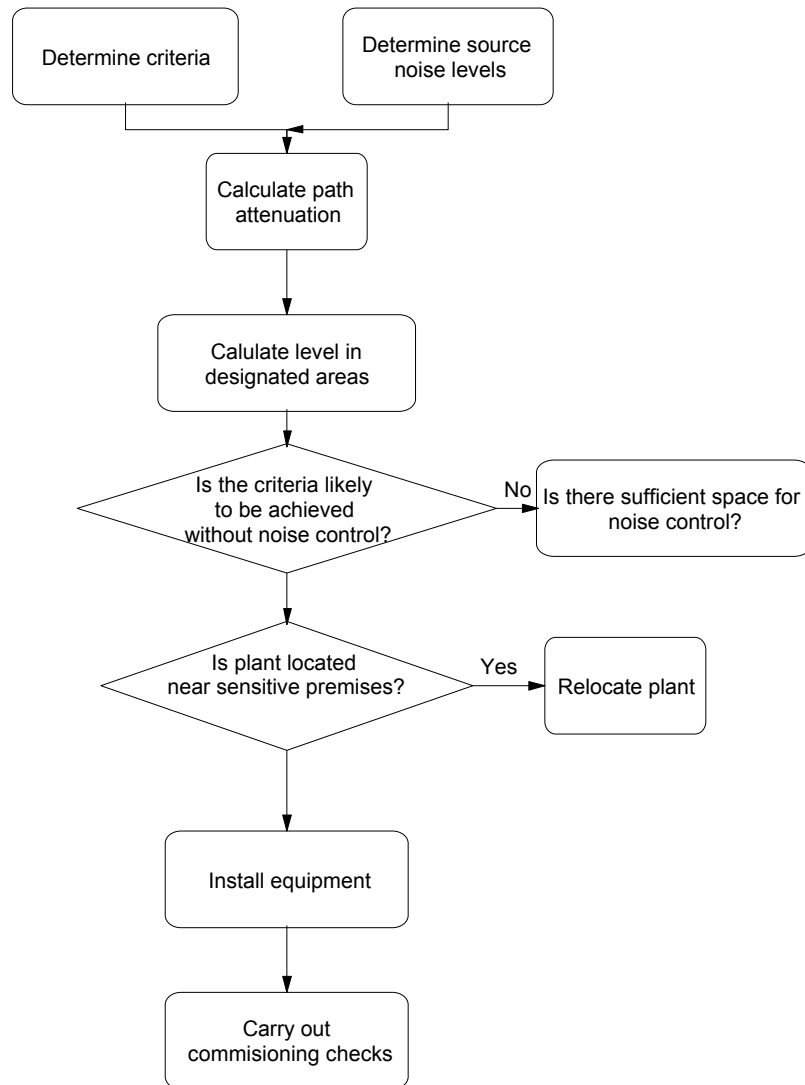 Determine criteria
Determine source
noise levels
Calculate path
attenuation
Calulate level in
designated areas
Is the criteria likely
to be achieved
without noise control?
No
Is there sufficient space for
noise control?
Is plant located
near sensitive premises?
Yes
Relocate plant
Install equipment
Carry out
commisioning checks